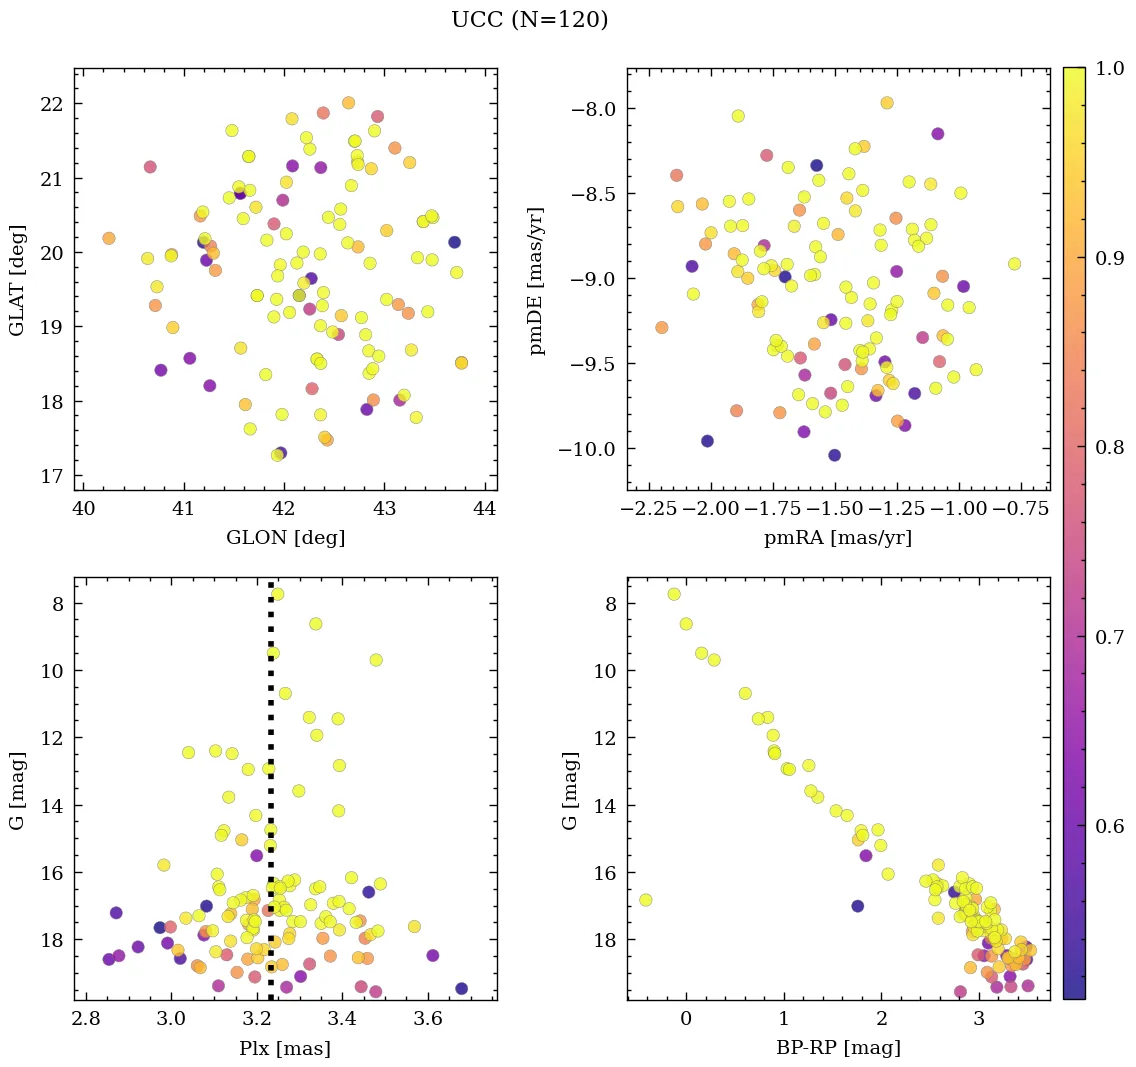 UCC (N=120)
22
21
20
19
18
17
GLAT [deg]
40 41 42 43 44
GLON [deg]
−8.0
−8.5
−9.0
−9.5
−10.0
pmDE [mas/yr]
−2.25 −2.00 −1.75 −1.50 −1.25 −1.00 −0.75
pmRA [mas/yr]
8
10
12
14
16
18
G [mag]
2.8 3.0 3.2 3.4 3.6
Plx [mas]
8
10
12
14
16
18
G [mag]
0 1 2 3
BP-RP [mag]
1.0
0.9
0.8
0.7
0.6